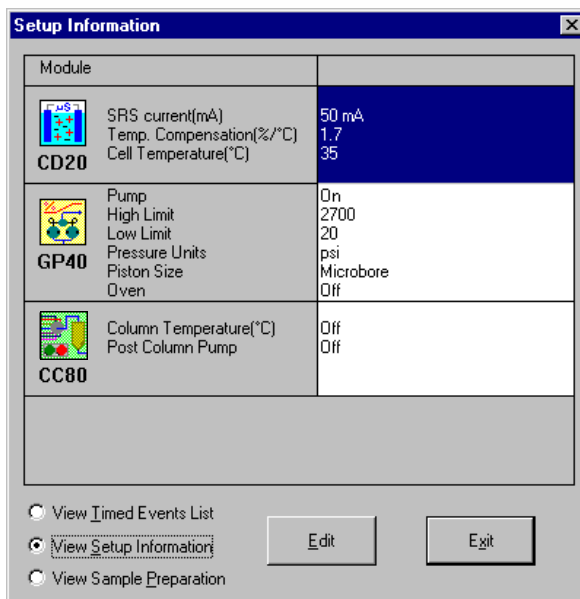 Setup Information
Module
µS
CD20
SRS current(mA) 50 mA
Temp. Compensation(%/°C) 1.7
Cell Temperature(°C) 35
%
GP40
Pump On
High Limit 2700
Low Limit 20
Pressure Units psi
Piston Size Microbore
Oven Off
CC80
Column Temperature(°C) Off
Post Column Pump Off
View Timed Events List
View Setup Information
View Sample Preparation
Edit
Exit